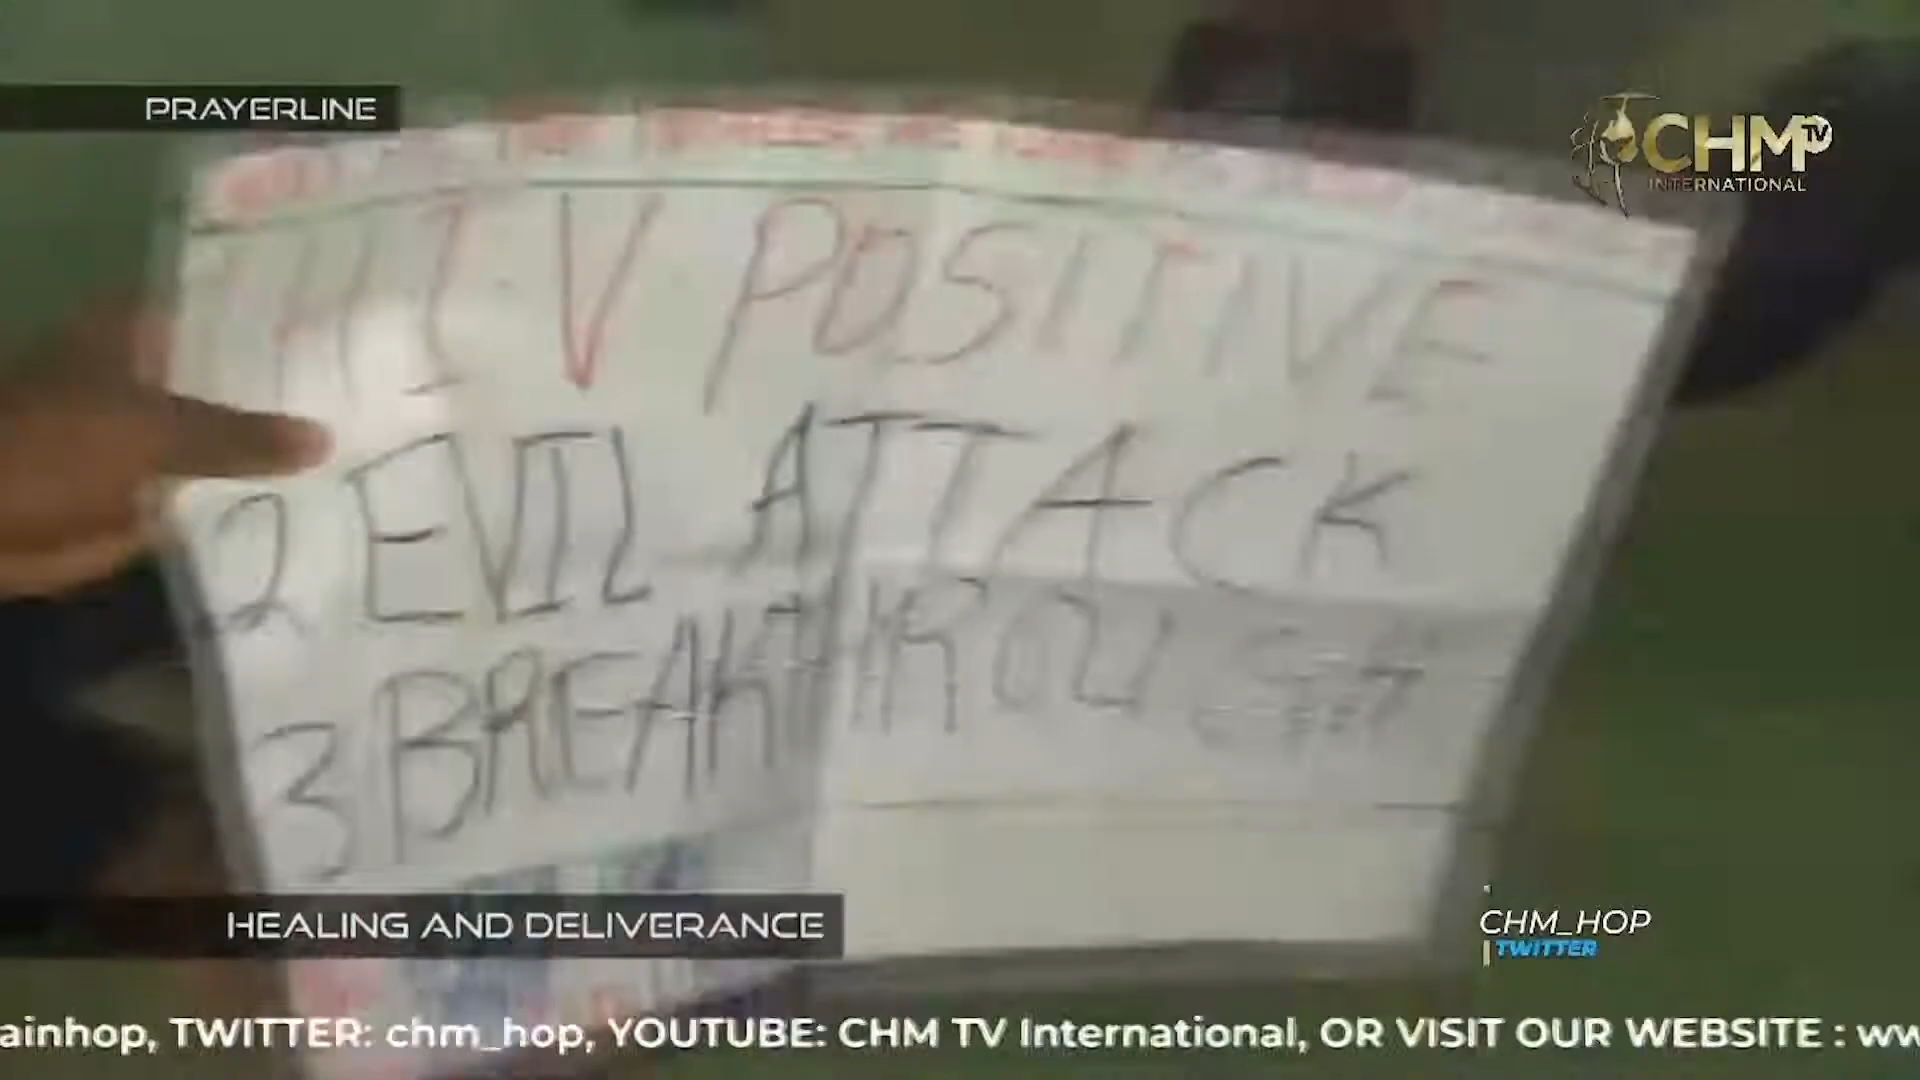 PRAYERLINE
CHM TV
INTERNATIONAL
HIV POSITIVE
2 EVIL ATTACK
3 BREAKTHROUGH
HEALING AND DELIVERANCE
CHM_HOP
TWITTER
ainhop, TWITTER: chm_hop, YOUTUBE: CHM TV International, OR VISIT OUR WEBSITE : ww